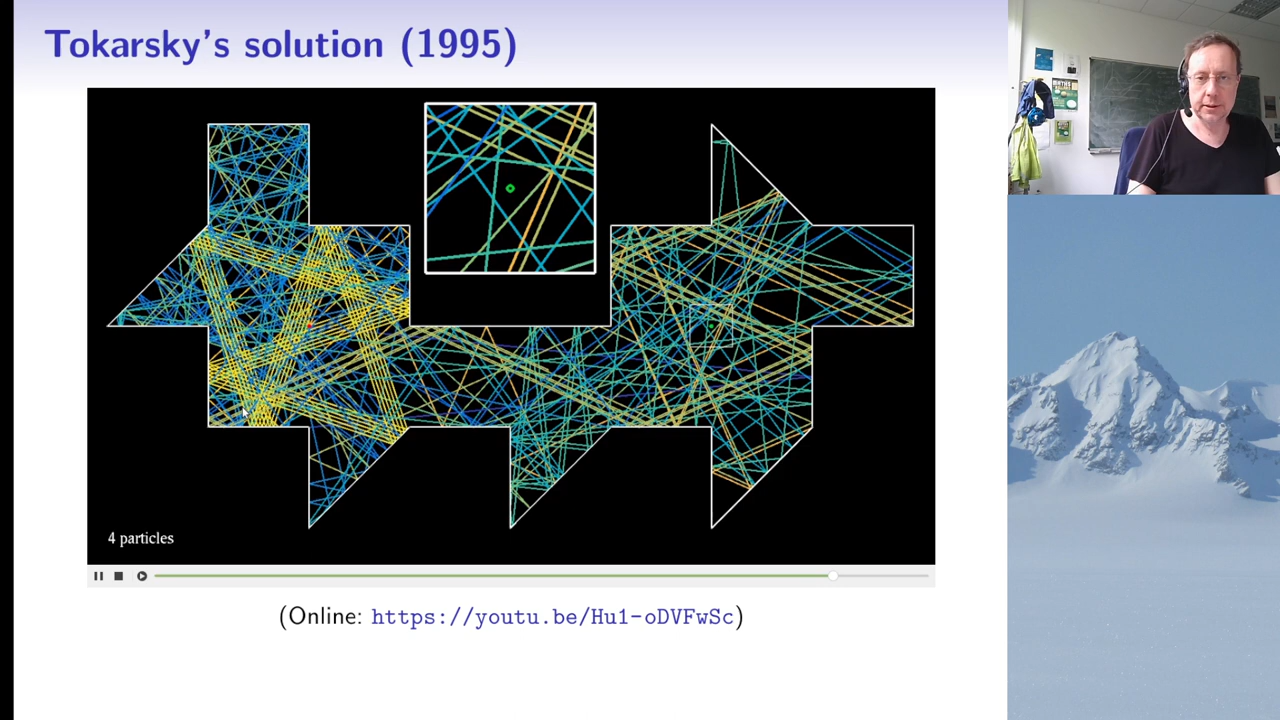 Tokarsky's solution (1995)
4 particles
(Online: https://youtu.be/Hu1-oDVFwSc)